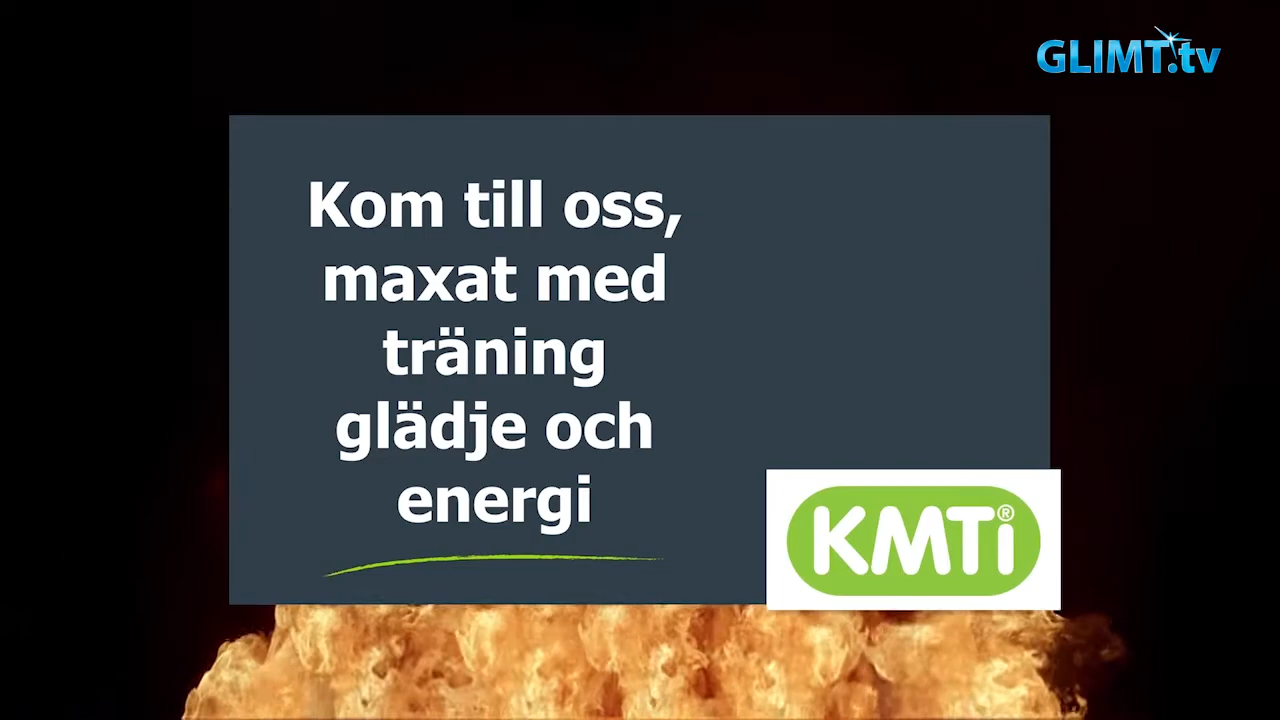 GLIMT.tv
Kom till oss,
maxat med
träning
glädje och
energi
KMTi®